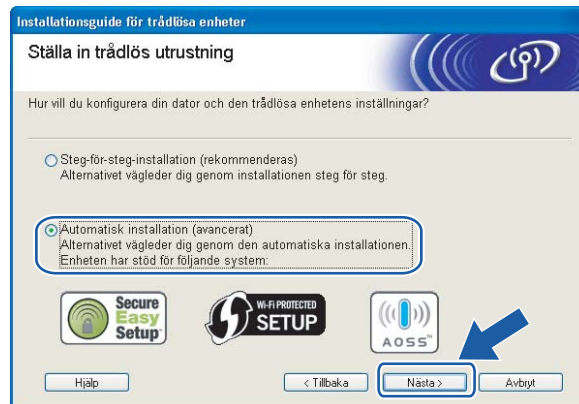 Installationsguide för trådlösa enheter
Ställa in trådlös utrustning
Hur vill du konfigurera din dator och den trådlösa enhetens inställningar?
Steg-för-steg-installation (rekommenderas)
Alternativet vägleder dig genom installationen steg för steg.
Automatisk installation (avancerat)
Alternativet vägleder dig genom den automatiska installationen.
Enheten har stöd för följande system:
Secure
Easy
Setup
Wi-Fi PROTECTED
SETUP
AOSS™
Hjälp
< Tillbaka
Nästa >
Avbryt